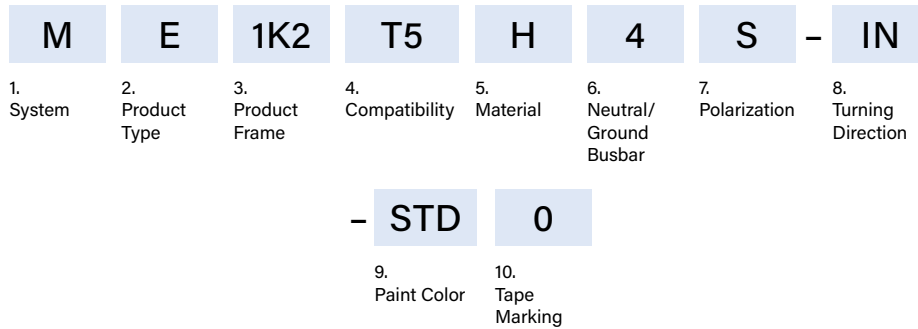 M E 1K2 T5 H 4 S – IN
1. 2. 3. 4. 5. 6. 7. 8.
System Product Product Compatibility Material Neutral/ Polarization Turning
Type Frame Ground Direction
Busbar
– STD 0
9. 10.
Paint Color Tape
Marking